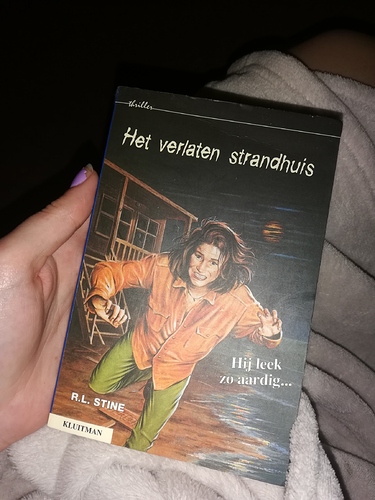 thriller
Het verlaten strandhuis
Hij leek
zo aardig...
R.L. STINE
KLUITMAN